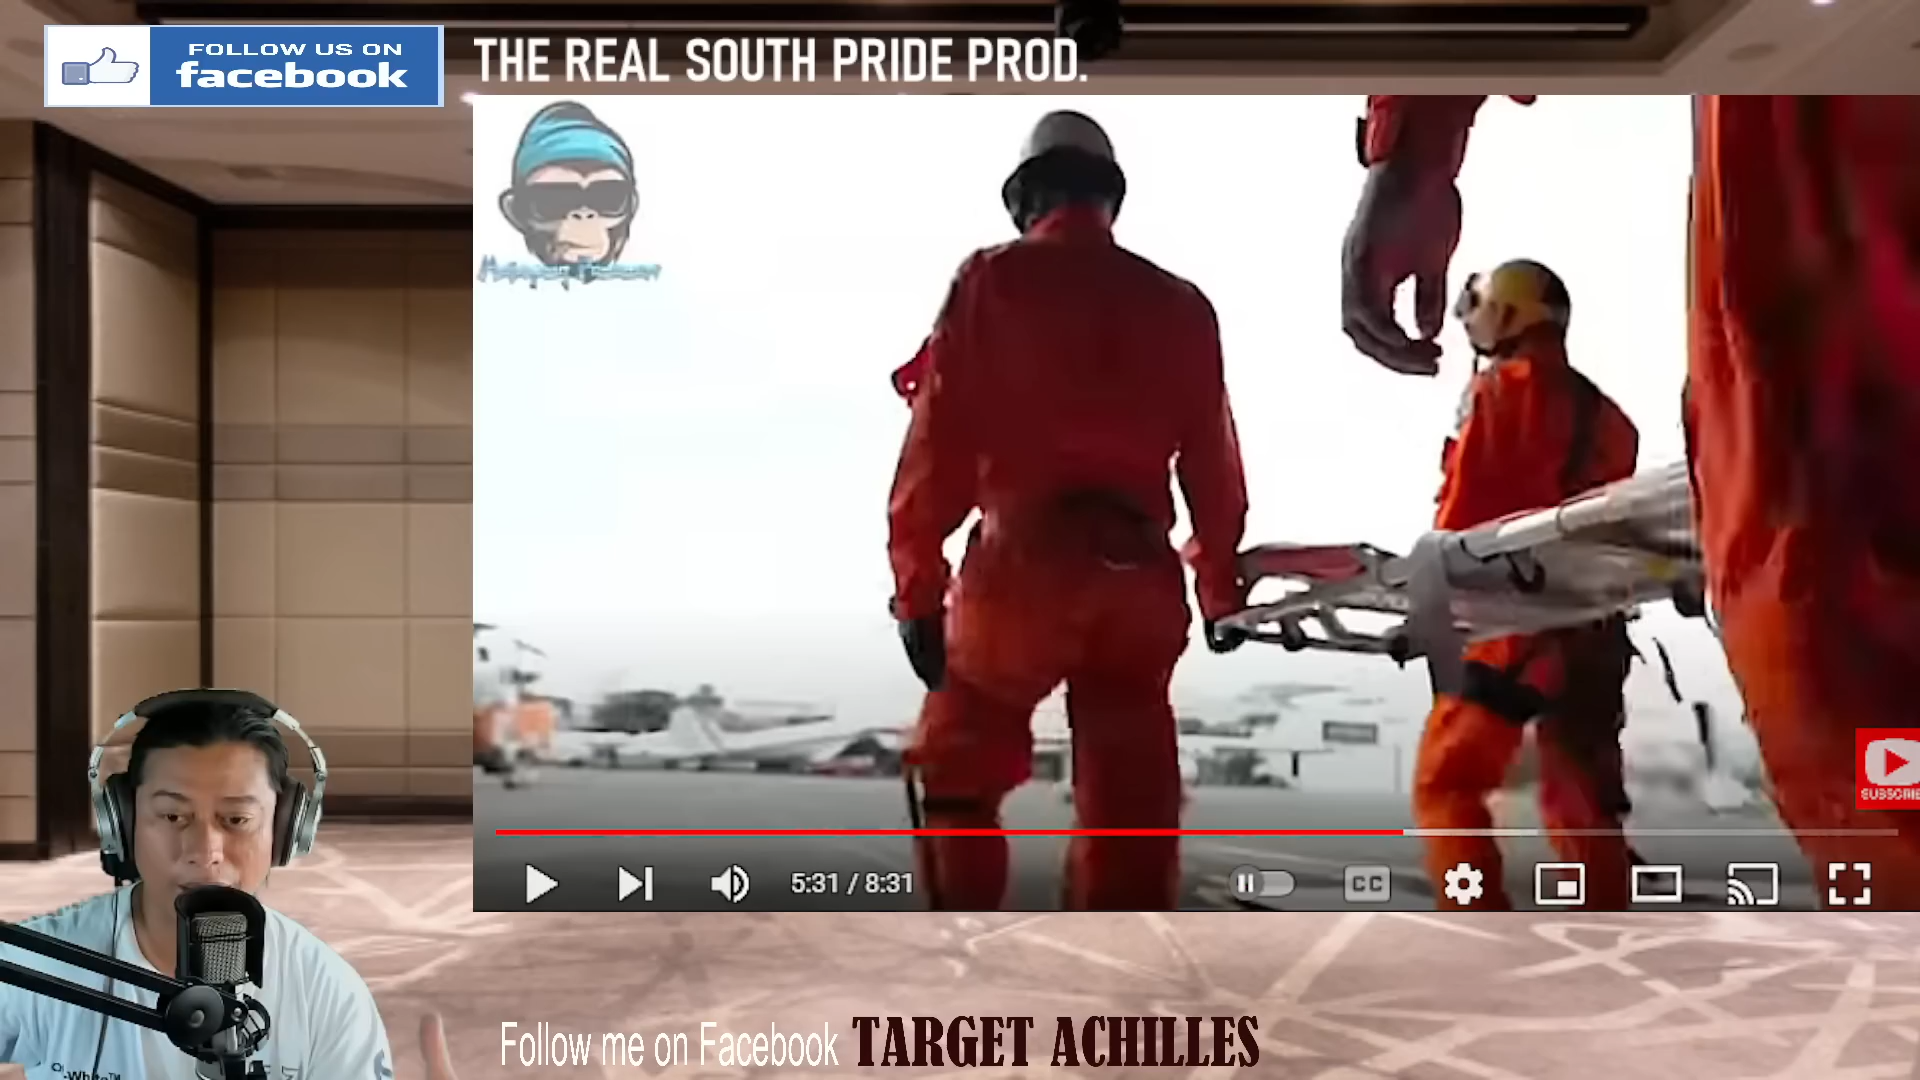 FOLLOW US ON
facebook
THE REAL SOUTH PRIDE PROD.
SUBSCRIBE
5:31 / 8:31
CC
Follow me on Facebook TARGET ACHILLES